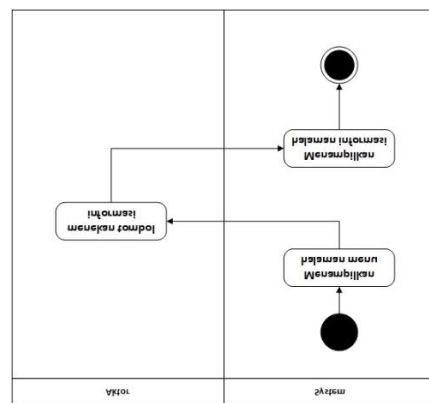 Aktor
System
Menampilkan
halaman menu
menekan tombol
informasi
Menampilkan
halaman informasi